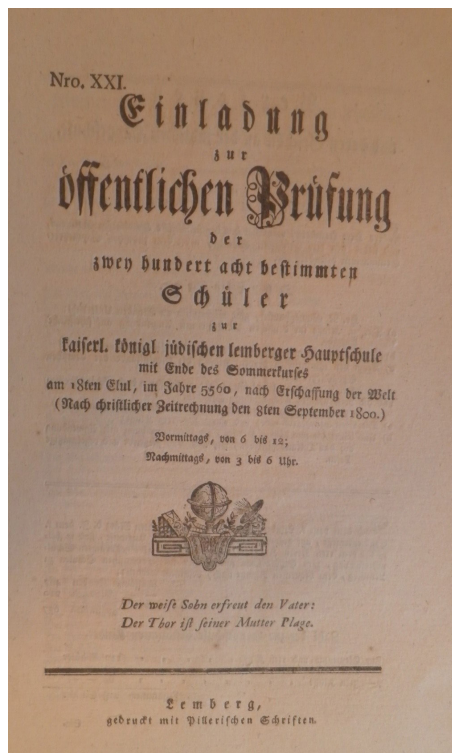 Nro. XXI.
Einladung
zur
öffentlichen Prüfung
der
zwey hundert acht bestimmten
Schüler
zur
kaiserl. königl jüdischen lemberger Hauptschule
mit Ende des Sommerkurses
am 18ten Elul, im Jahre 5560, nach Erschaffung der Welt
(Nach christlicher Zeitrechnung den 8ten September 1800.)
Vormittags, von 6 bis 12;
Nachmittags, von 3 bis 6 Uhr.
Der weiſe Sohn erfreut den Vater:
Der Thor iſt ſeiner Mutter Plage.
Lemberg,
gedruckt mit Pillerischen Schriften.